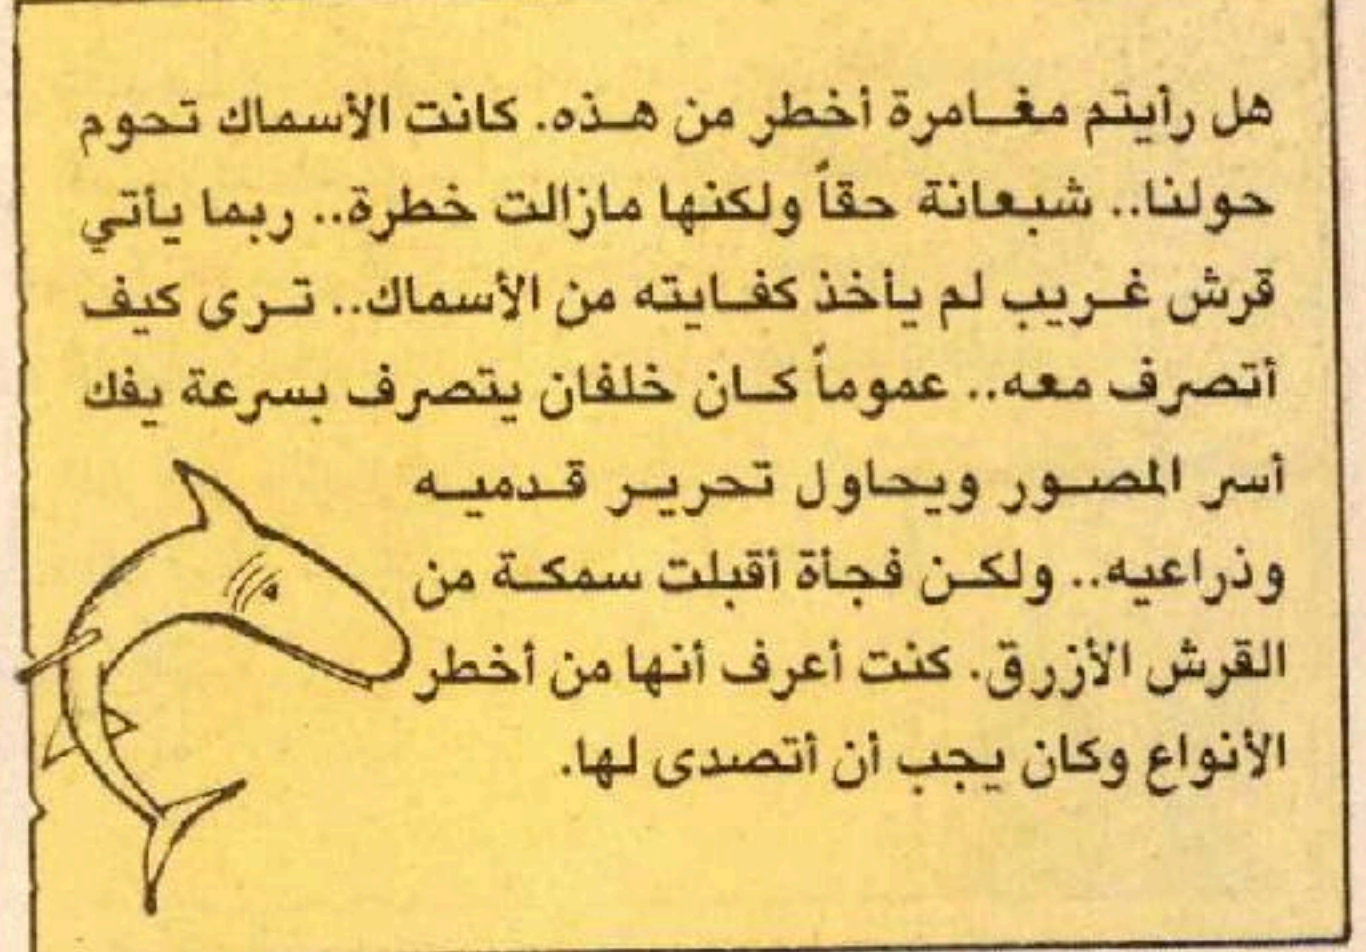 هل رأيتم مغامرة أخطر من هذه. كانت الأسماك تحوم
حولنا.. شبعانة حقاً ولكنها مازالت خطرة.. ربما يأتي
قرش غريب لم يأخذ كفايته من الأسماك.. ترى كيف
أتصرف معه.. عموماً كان خلفان يتصرف بسرعة يفك
أسر المصور ويحاول تحرير قدميه
وذراعيه.. ولكن فجأة أقبلت سمكة من
القرش الأزرق. كنت أعرف أنها من أخطر
الأنواع وكان يجب أن أتصدى لها.